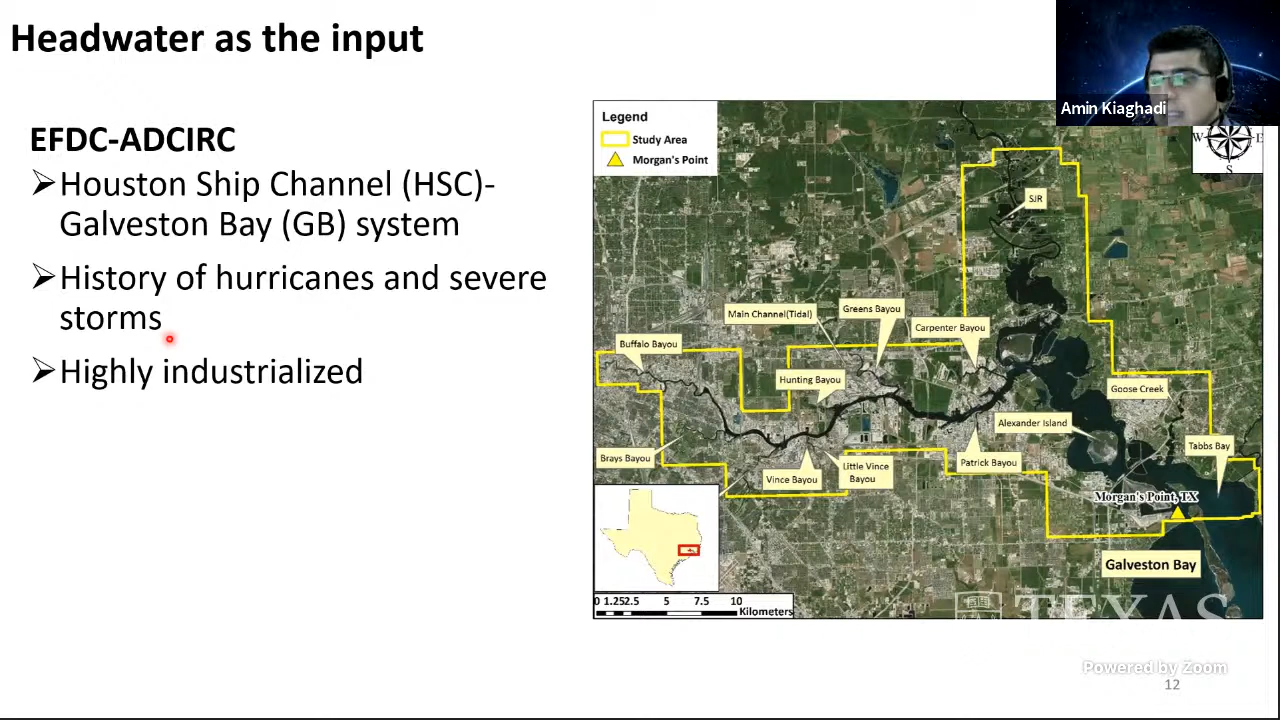 Headwater as the input
Amin Kiaghadi
EFDC-ADCIRC
➢Houston Ship Channel (HSC)-
Galveston Bay (GB) system
➢History of hurricanes and severe
storms
➢Highly industrialized
Legend
Study Area
Morgan's Point
W
E
S
SJR
Main Channel(Tidal)
Greens Bayou
Carpenter Bayou
Buffalo Bayou
Hunting Bayou
Goose Creek
Alexander Island
Tabbs Bay
Brays Bayou
Vince Bayou
Little Vince
Bayou
Patrick Bayou
Morgan's Point, TX
Galveston Bay
0 1.252.5 5 7.5 10
Kilometers
TEXAS
Powered by Zoom
12